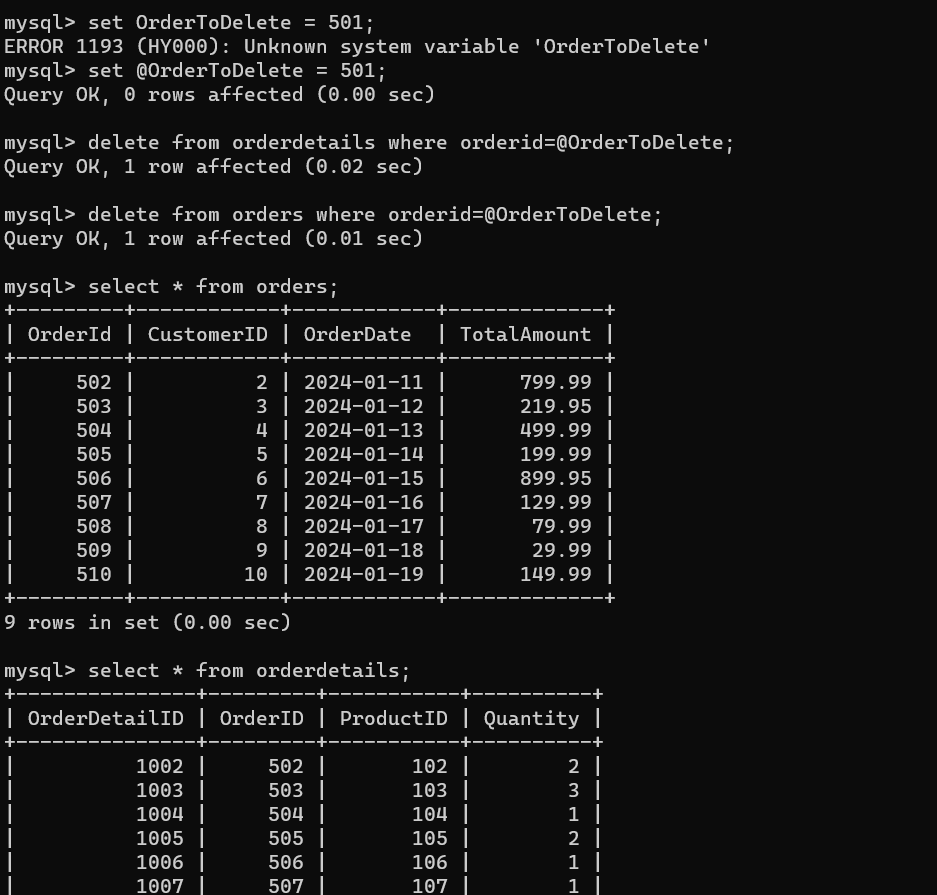 mysql> set OrderToDelete = 501;
ERROR 1193 (HY000): Unknown system variable 'OrderToDelete'
mysql> set @OrderToDelete = 501;
Query OK, 0 rows affected (0.00 sec)
mysql> delete from orderdetails where orderid=@OrderToDelete;
Query OK, 1 row affected (0.02 sec)
mysql> delete from orders where orderid=@OrderToDelete;
Query OK, 1 row affected (0.01 sec)
mysql> select * from orders;
+---------+------------+------------+-------------+
| OrderId | CustomerID | OrderDate  | TotalAmount |
+---------+------------+------------+-------------+
|     502 |          2 | 2024-01-11 |      799.99 |
|     503 |          3 | 2024-01-12 |      219.95 |
|     504 |          4 | 2024-01-13 |      499.99 |
|     505 |          5 | 2024-01-14 |      199.99 |
|     506 |          6 | 2024-01-15 |      899.95 |
|     507 |          7 | 2024-01-16 |      129.99 |
|     508 |          8 | 2024-01-17 |       79.99 |
|     509 |          9 | 2024-01-18 |       29.99 |
|     510 |         10 | 2024-01-19 |      149.99 |
+---------+------------+------------+-------------+
9 rows in set (0.00 sec)
mysql> select * from orderdetails;
+---------------+---------+-----------+----------+
| OrderDetailID | OrderID | ProductID | Quantity |
+---------------+---------+-----------+----------+
|          1002 |     502 |       102 |        2 |
|          1003 |     503 |       103 |        3 |
|          1004 |     504 |       104 |        1 |
|          1005 |     505 |       105 |        2 |
|          1006 |     506 |       106 |        1 |
|          1007 |     507 |       107 |        1 |